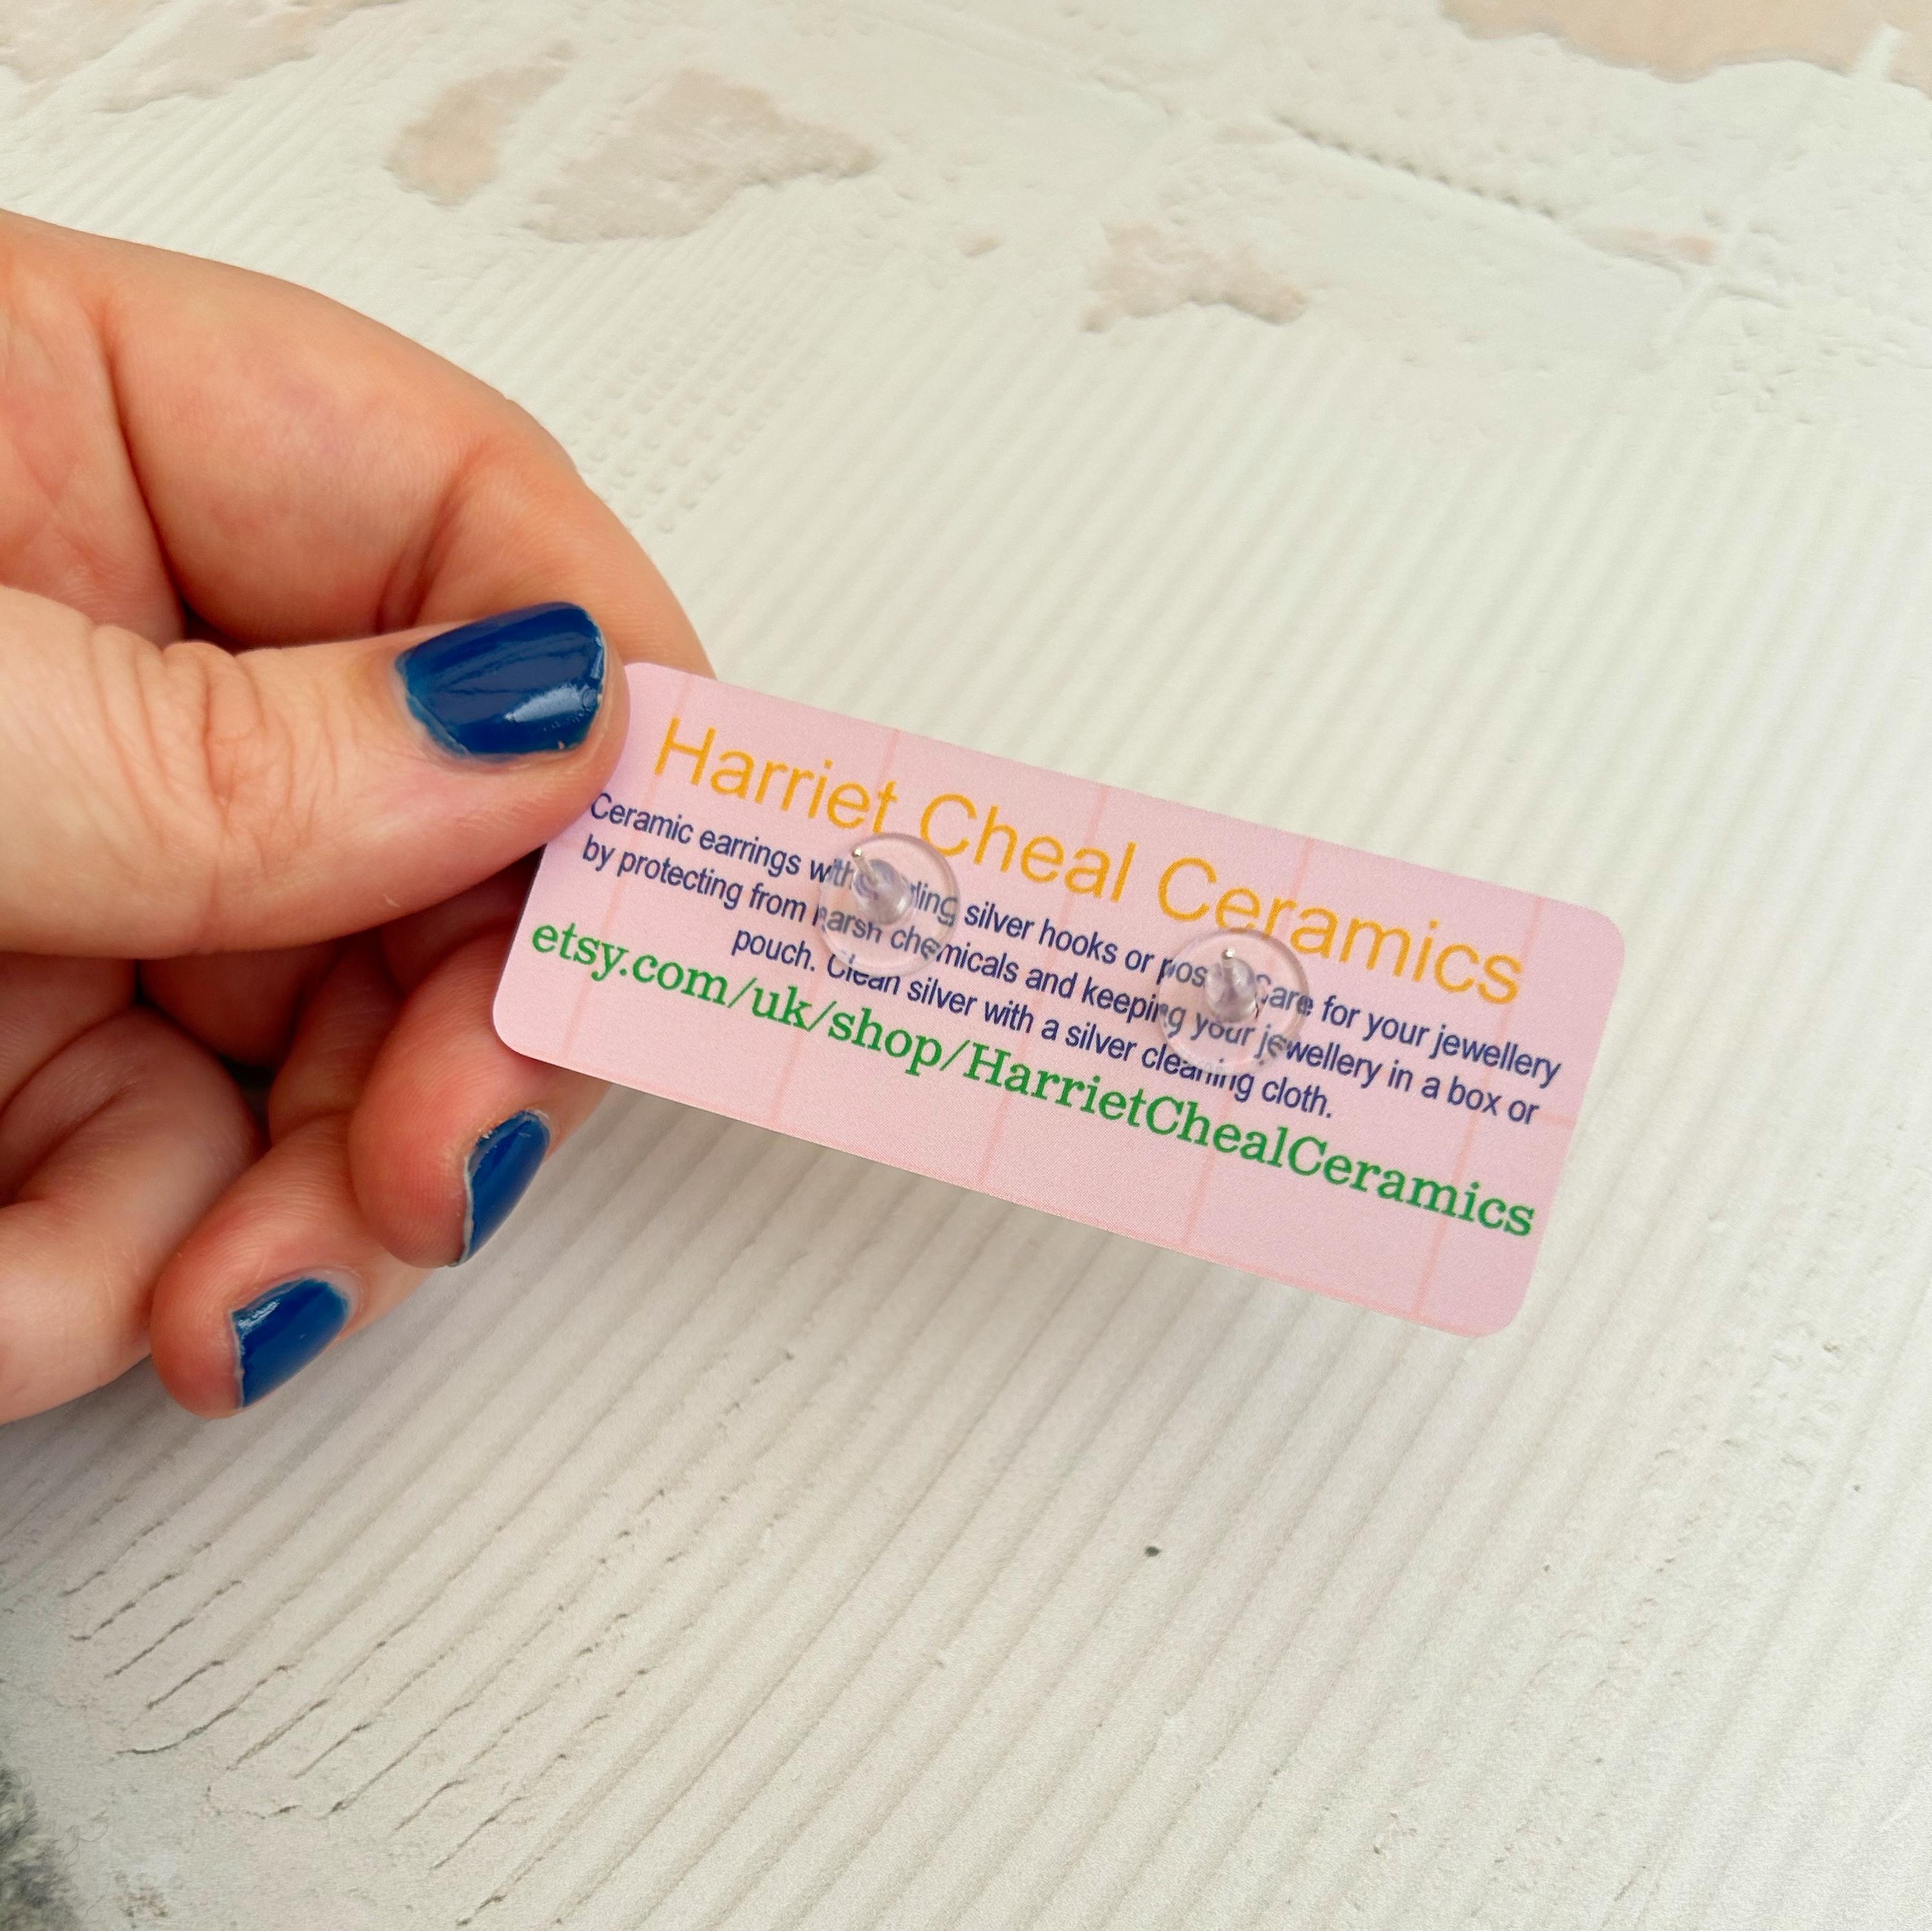 Harriet Cheal Ceramics
Ceramic earrings with sterling silver hooks or posts. Care for your jewellery
by protecting from harsh chemicals and keeping your jewellery in a box or
pouch. Clean silver with a silver cleaning cloth.
etsy.com/uk/shop/HarrietChealCeramics